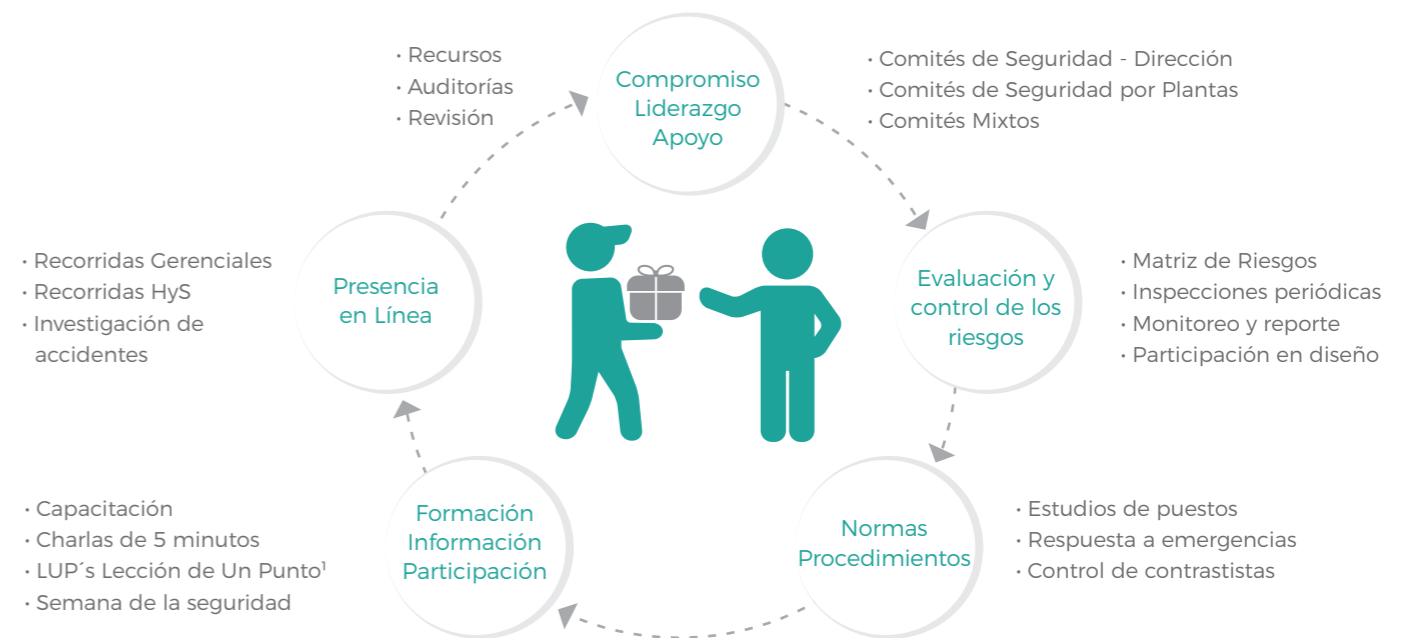 Compromiso
Liderazgo
Apoyo
· Recursos
· Auditorías
· Revisión
· Comités de Seguridad - Dirección
· Comités de Seguridad por Plantas
· Comités Mixtos
Evaluación y
control de los
riesgos
· Matriz de Riesgos
· Inspecciones periódicas
· Monitoreo y reporte
· Participación en diseño
Normas
Procedimientos
· Estudios de puestos
· Respuesta a emergencias
· Control de contrastistas
Formación
Información
Participación
· Capacitación
· Charlas de 5 minutos
· LUP´s Lección de Un Punto¹
· Semana de la seguridad
Presencia
en Línea
· Recorridas Gerenciales
· Recorridas HyS
· Investigación de
accidentes